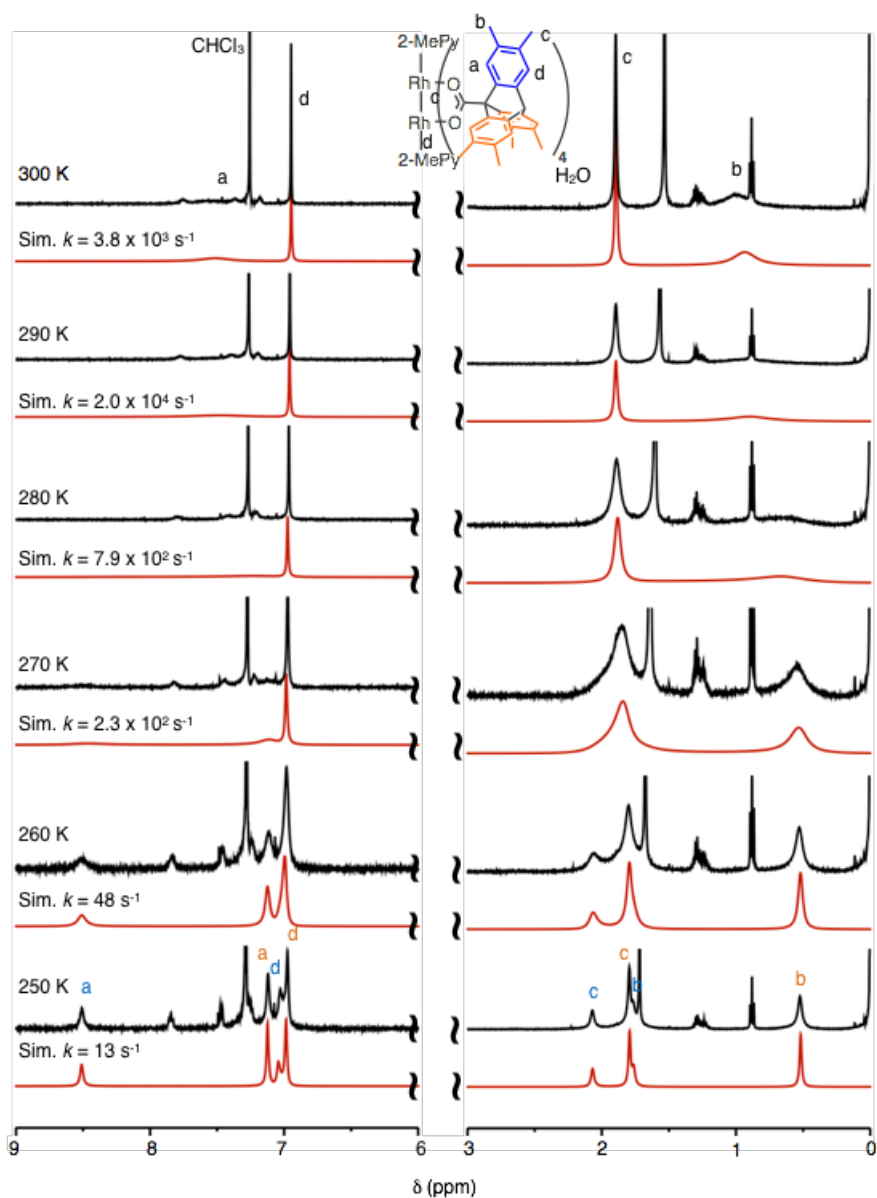 b
2-MePy
c
CHCl3
a
d
Rh
O
c
c
d
Rh
O
d
2-MePy
4
H2O
300 K
a
b
Sim. k = 3.8 x 10³ s⁻¹
290 K
Sim. k = 2.0 x 10⁴ s⁻¹
280 K
Sim. k = 7.9 x 10² s⁻¹
270 K
Sim. k = 2.3 x 10² s⁻¹
260 K
Sim. k = 48 s⁻¹
250 K
a
a
d
d
c
c
b
b
Sim. k = 13 s⁻¹
9 8 7 6 3 2 1 0
δ (ppm)